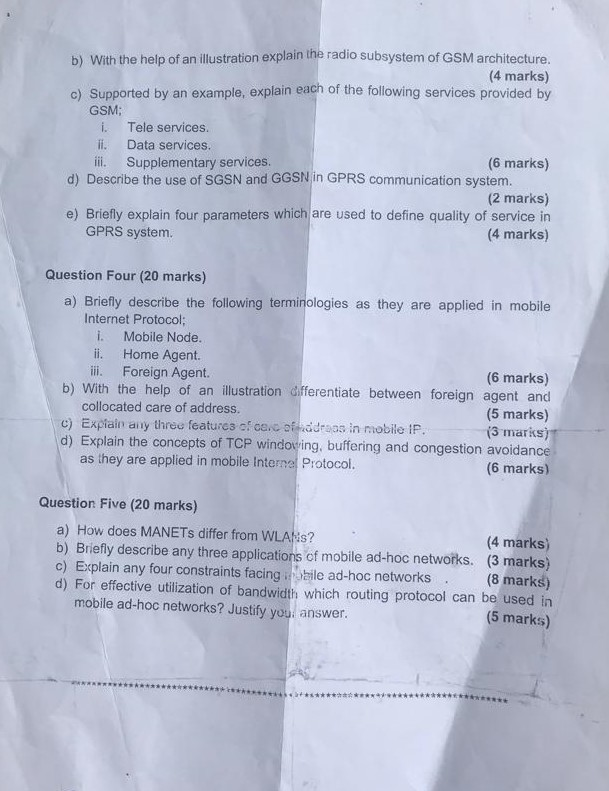 b) With the help of an illustration explain the radio subsystem of GSM architecture.
(4 marks)
c) Supported by an example, explain each of the following services provided by
GSM;
i. Tele services.
ii. Data services.
iii. Supplementary services. (6 marks)
d) Describe the use of SGSN and GGSN in GPRS communication system.
(2 marks)
e) Briefly explain four parameters which are used to define quality of service in
GPRS system. (4 marks)
Question Four (20 marks)
a) Briefly describe the following terminologies as they are applied in mobile
Internet Protocol;
i. Mobile Node.
ii. Home Agent.
iii. Foreign Agent. (6 marks)
b) With the help of an illustration differentiate between foreign agent and
collocated care of address. (5 marks)
c) Explain any three features of care of address in mobile IP. (3 marks)
d) Explain the concepts of TCP windowing, buffering and congestion avoidance
as they are applied in mobile Internet Protocol. (6 marks)
Question Five (20 marks)
a) How does MANETs differ from WLANs? (4 marks)
b) Briefly describe any three applications of mobile ad-hoc networks. (3 marks)
c) Explain any four constraints facing mobile ad-hoc networks . (8 marks)
d) For effective utilization of bandwidth which routing protocol can be used in
mobile ad-hoc networks? Justify your answer. (5 marks)